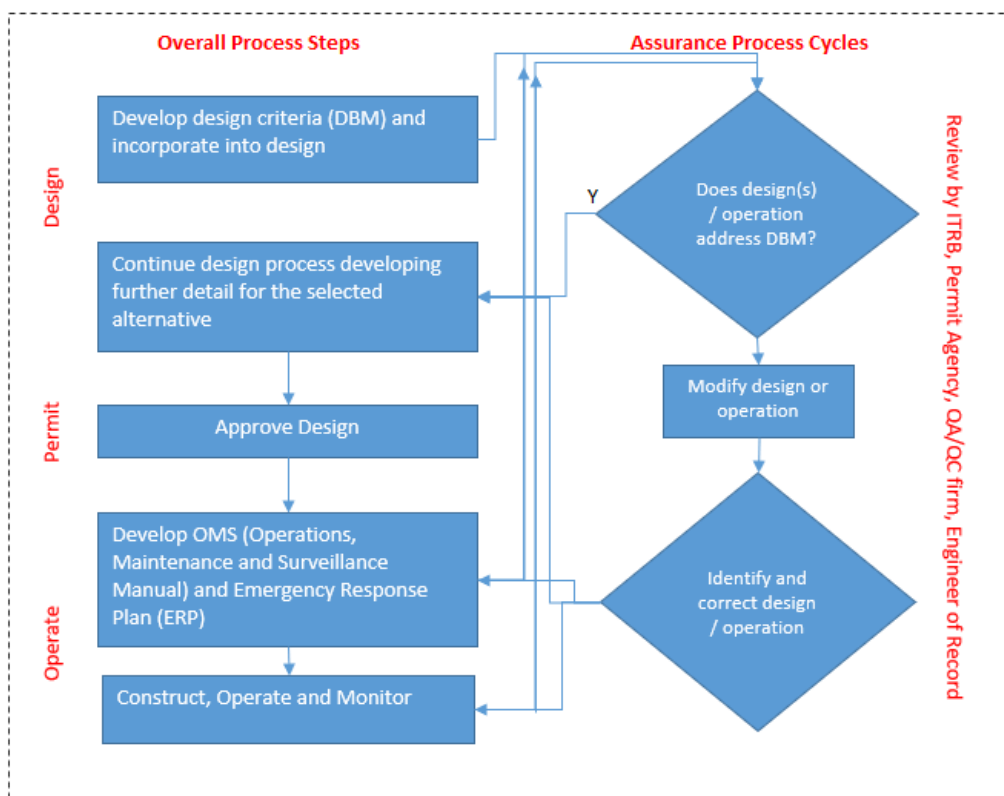 Overall Process Steps
Assurance Process Cycles
Design
Develop design criteria (DBM) and
incorporate into design
Continue design process developing
further detail for the selected
alternative
Permit
Approve Design
Operate
Develop OMS (Operations,
Maintenance and Surveillance
Manual) and Emergency Response
Plan (ERP)
Construct, Operate and Monitor
Y
Does design(s)
/ operation
address DBM?
Modify design or
operation
Identify and
correct design
/ operation
Review by ITRB, Permit Agency, QA/QC firm, Engineer of Record